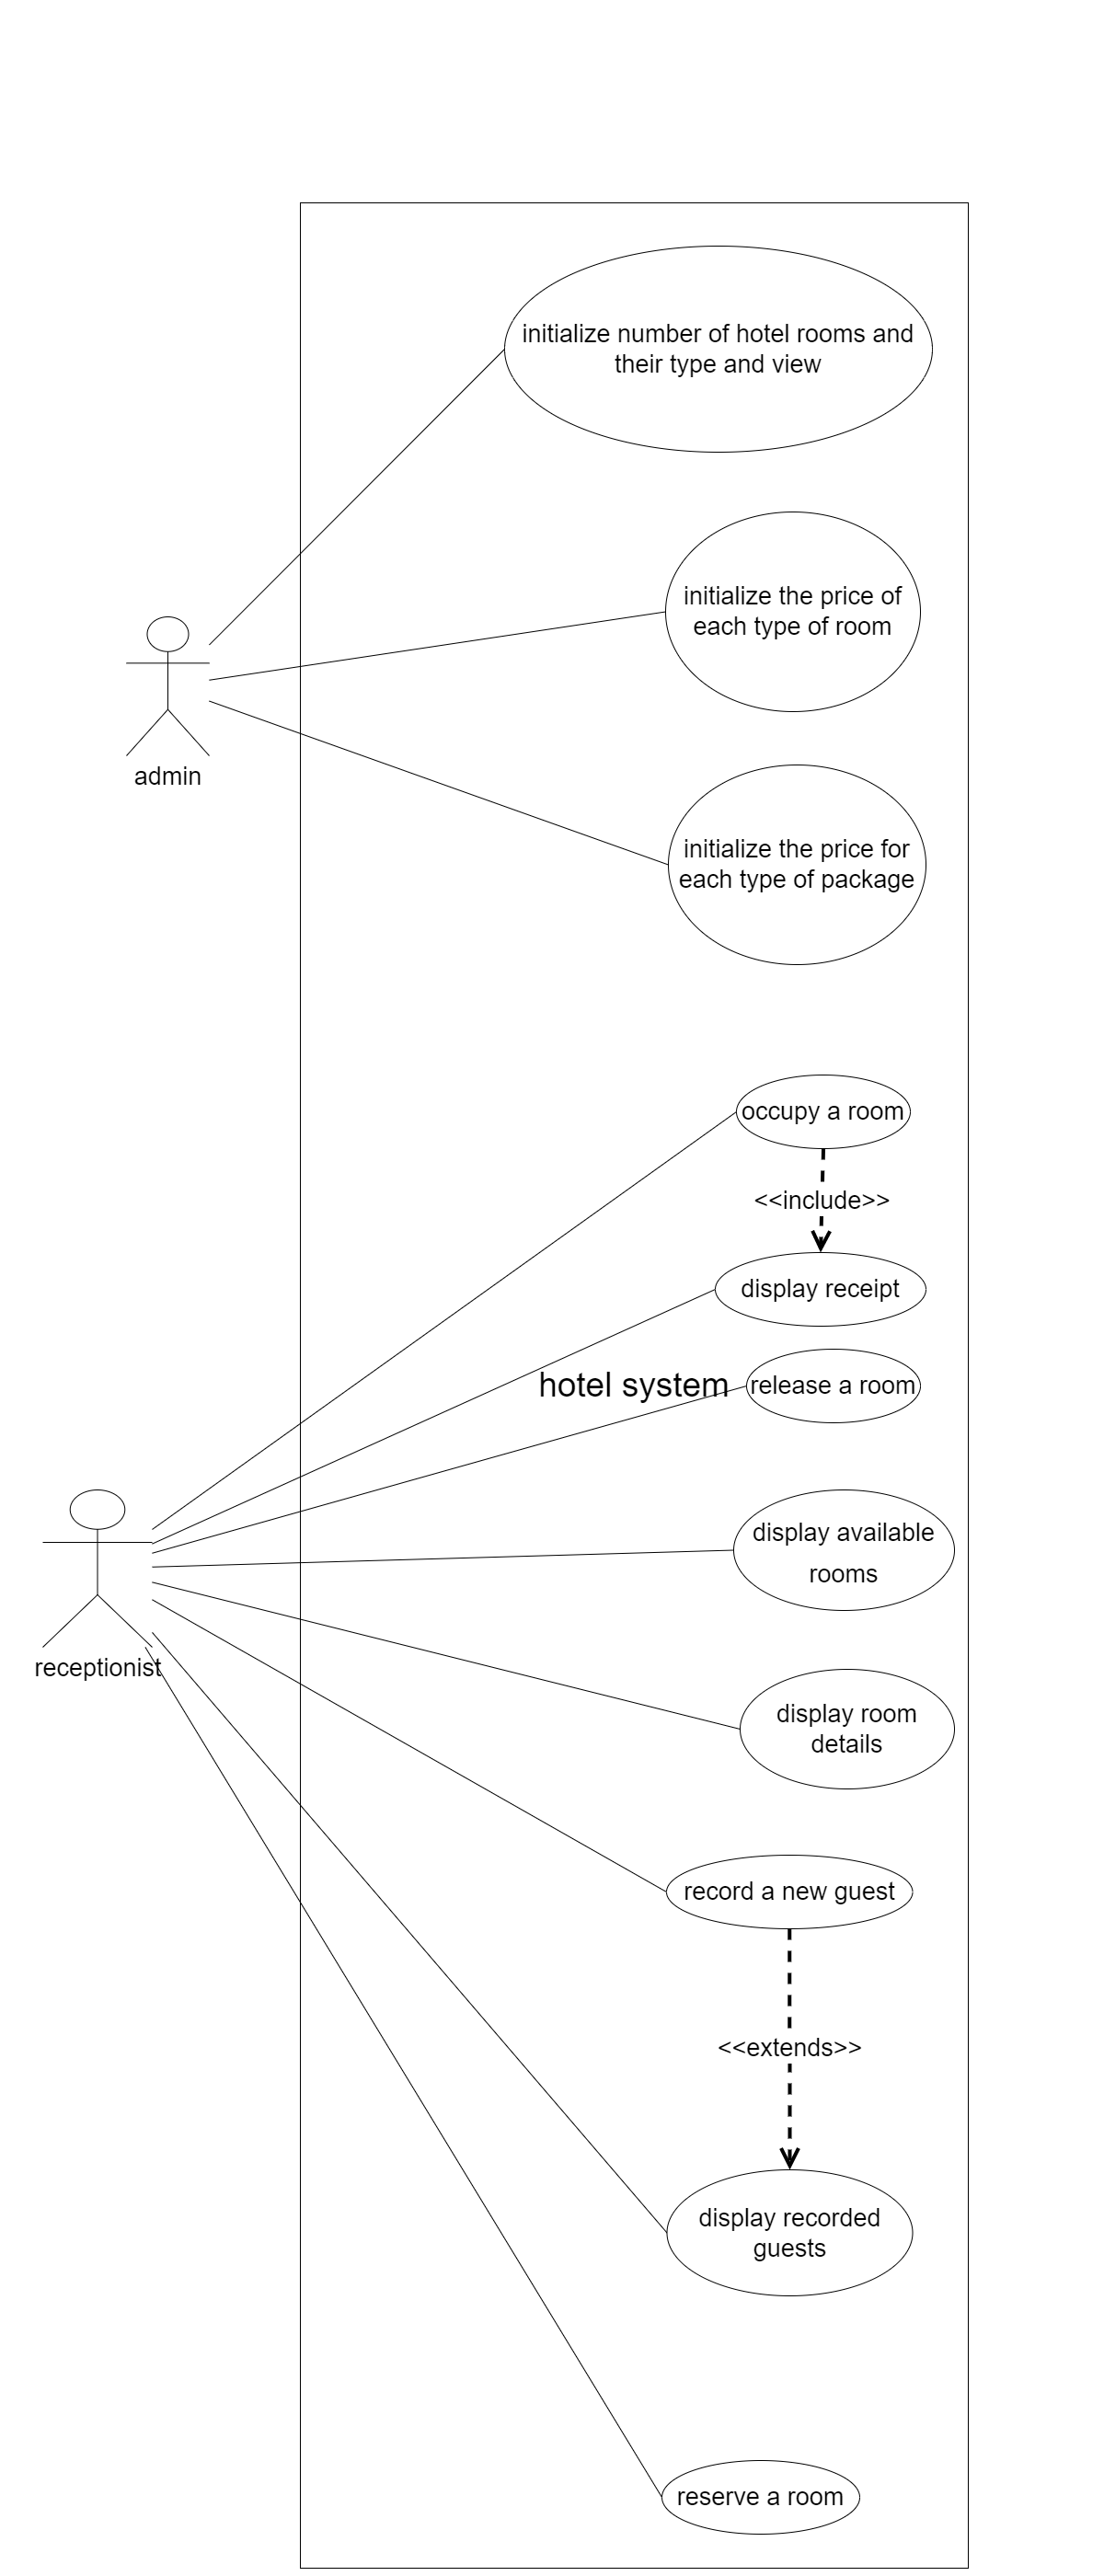 initialize number of hotel rooms and
their type and view
initialize the price of
each type of room
admin
initialize the price for
each type of package
occupy a room
<<include>>
display receipt
hotel system
release a room
display available
rooms
receptionist
display room
details
record a new guest
<<extends>>
display recorded
guests
reserve a room